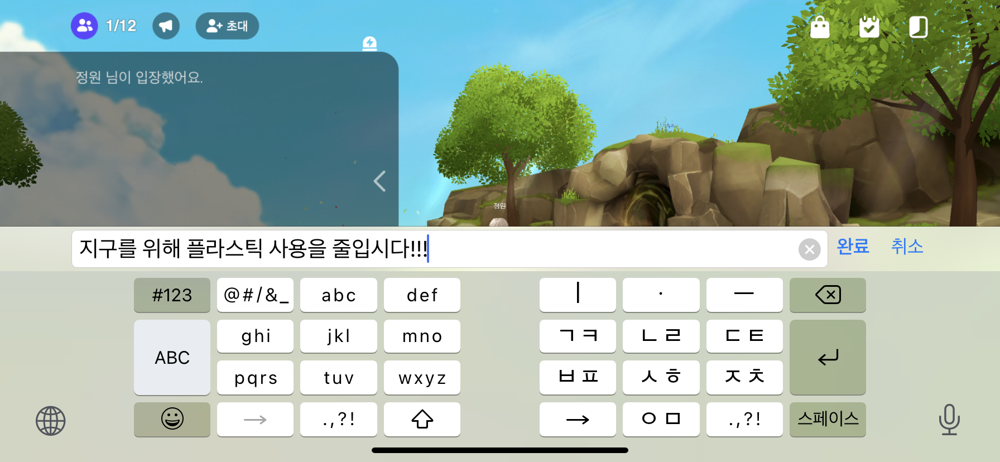 1/12 초대
정원 님이 입장했어요.
정원
지구를 위해 플라스틱 사용을 줄입시다!!! 완료 취소
#123 @#/&_ abc def ㅣ · ㅡ
ABC ghi jkl mno ㄱㅋ ㄴㄹ ㄷㅌ
pqrs tuv wxyz ㅂㅍ ㅅㅎ ㅈㅊ
→ .,?! → ㅇㅁ .,?! 스페이스